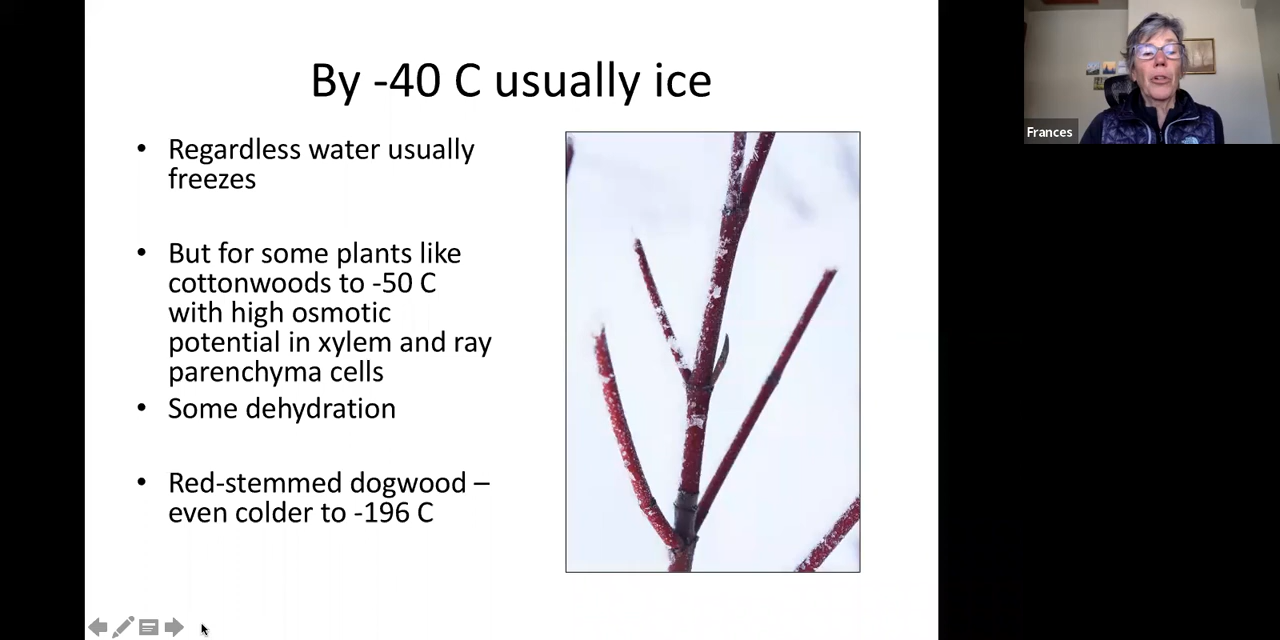 By -40 C usually ice
• Regardless water usually
freezes
• But for some plants like
cottonwoods to -50 C
with high osmotic
potential in xylem and ray
parenchyma cells
• Some dehydration
• Red-stemmed dogwood –
even colder to -196 C
Frances